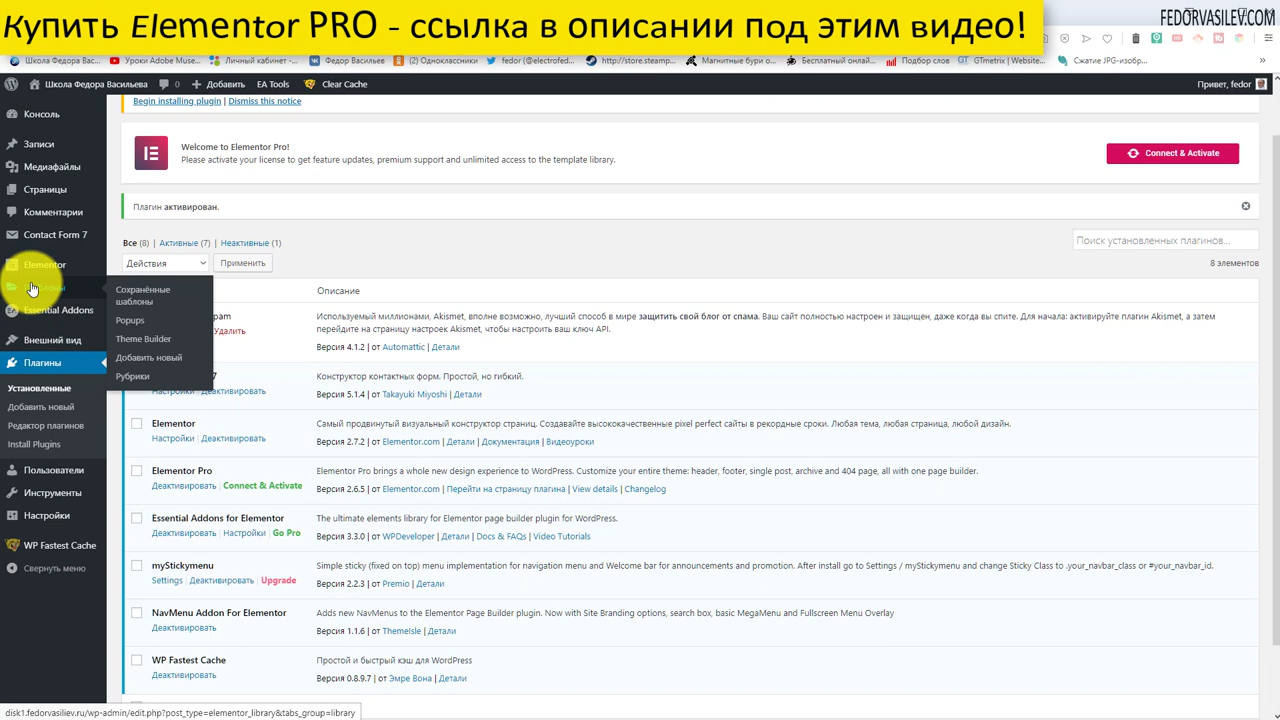 Купить Elementor PRO - ссылка в описании под этим видео!
FEDORVASILEV.COM
Школа Федора Вас...
Уроки Adobe Muse...
Личный кабинет -...
Федор Васильев
(2) Одноклассники
fedor (@electrofed...
http://store.steamp...
Магнитные бури о...
Бесплатный онлай...
Подбор слов
GTmetrix | Website...
Сжатие JPG-изобр...
Школа Федора Васильева
0
Добавить
EA Tools
Clear Cache
Привет, fedor
Begin installing plugin | Dismiss this notice
Консоль
Записи
Медиафайлы
Страницы
Комментарии
Contact Form 7
Elementor
Essential Addons
Внешний вид
Плагины
Установленные
Добавить новый
Редактор плагинов
Install Plugins
Пользователи
Инструменты
Настройки
WP Fastest Cache
Свернуть меню
Сохранённые
шаблоны
Popups
Theme Builder
Добавить новый
Рубрики
Welcome to Elementor Pro!
Please activate your license to get feature updates, premium support and unlimited access to the template library.
Connect & Activate
Плагин активирован.
Все (8) | Активные (7) | Неактивные (1)
Поиск установленных плагинов...
Действия
Применить
8 элементов
Описание
Удалить
Используемый миллионами, Akismet, вполне возможно, лучший способ в мире защитить свой блог от спама. Ваш сайт полностью настроен и защищен, даже когда вы спите. Для начала: активируйте плагин Akismet, а затем
перейдите на страницу настроек Akismet, чтобы настроить ваш ключ API.
Версия 4.1.2 | от Automattic | Детали
7
Настройки | Деактивировать
Конструктор контактных форм. Простой, но гибкий.
Версия 5.1.4 | от Takayuki Miyoshi | Детали
Elementor
Настройки | Деактивировать
Самый продвинутый визуальный конструктор страниц. Создавайте высококачественные pixel perfect сайты в рекордные сроки. Любая тема, любая страница, любой дизайн.
Версия 2.7.2 | от Elementor.com | Детали | Документация | Видеоуроки
Elementor Pro
Деактивировать | Connect & Activate
Elementor Pro brings a whole new design experience to WordPress. Customize your entire theme: header, footer, single post, archive and 404 page, all with one page builder.
Версия 2.6.5 | от Elementor.com | Перейти на страницу плагина | View details | Changelog
Essential Addons for Elementor
Деактивировать | Настройки | Go Pro
The ultimate elements library for Elementor page builder plugin for WordPress.
Версия 3.3.0 | от WPDeveloper | Детали | Docs & FAQs | Video Tutorials
myStickymenu
Settings | Деактивировать | Upgrade
Simple sticky (fixed on top) menu implementation for navigation menu and Welcome bar for announcements and promotion. After install go to Settings / myStickymenu and change Sticky Class to .your_navbar_class or #your_navbar_id.
Версия 2.2.3 | от Premio | Детали
NavMenu Addon For Elementor
Деактивировать
Adds new NavMenus to the Elementor Page Builder plugin. Now with Site Branding options, search box, basic MegaMenu and Fullscreen Menu Overlay
Версия 1.1.6 | от ThemeIsle | Детали
WP Fastest Cache
Деактивировать
Простой и быстрый кэш для WordPress
Версия 0.8.9.7 | от Эмре Вона | Детали
disk1.fedorvasiliev.ru/wp-admin/edit.php?post_type=elementor_library&tabs_group=library